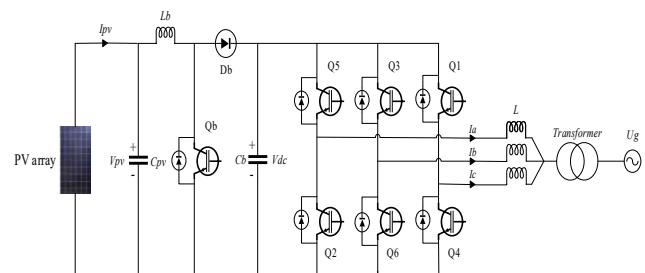 Ipv
Lb
Db
Q5
Q3
Q1
Qb
PV array
+
Vpv
-
Cpv
Cb
+
Vdc
-
Ia
Ib
Ic
L
Transformer
Ug
Q2
Q6
Q4